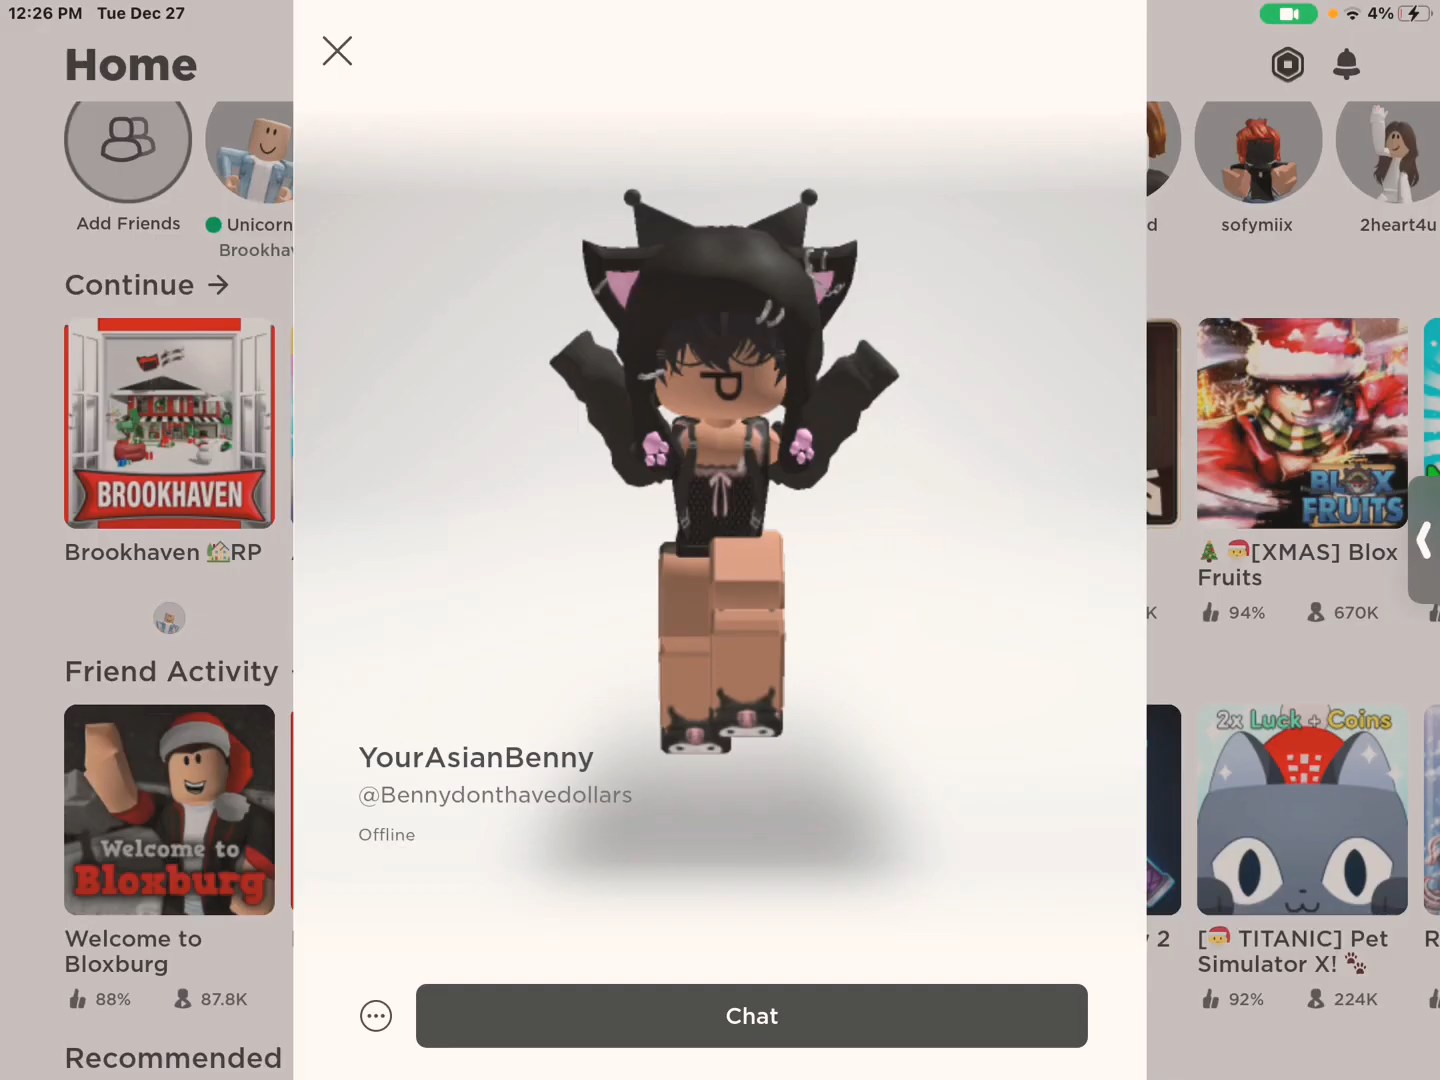 12:26 PM Tue Dec 27
4%
Home
Add Friends
Unicorn
Brookhav
d
sofymiix
2heart4u
Continue →
BROOKHAVEN
BLOX
FRUITS
Brookhaven 🏡RP
🎄 🎅[XMAS] Blox
Fruits
K
94% 670K
Friend Activity
Welcome to
Bloxburg
2x Luck + Coins
YourAsianBenny
@Bennydonthavedollars
Offline
Welcome to
Bloxburg
88% 87.8K
y 2
[🎅 TITANIC] Pet
Simulator X! 🐾
92% 224K
R
Chat
Recommended